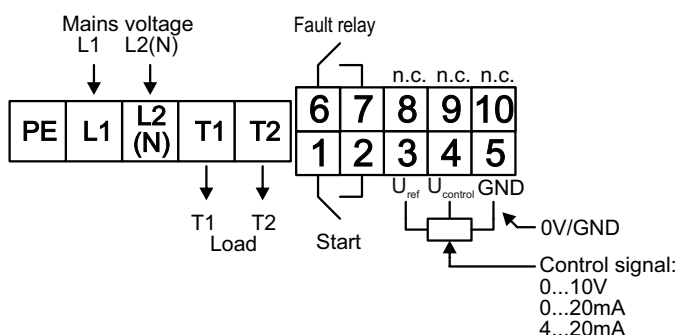 Mains voltage
L1 L2(N)
Fault relay
n.c. n.c. n.c.
PE L1 L2 (N) T1 T2
6 7 8 9 10
1 2 3 4 5
Uref Ucontrol GND
T1 T2
Load
Start
0V/GND
Control signal:
0...10V
0...20mA
4...20mA